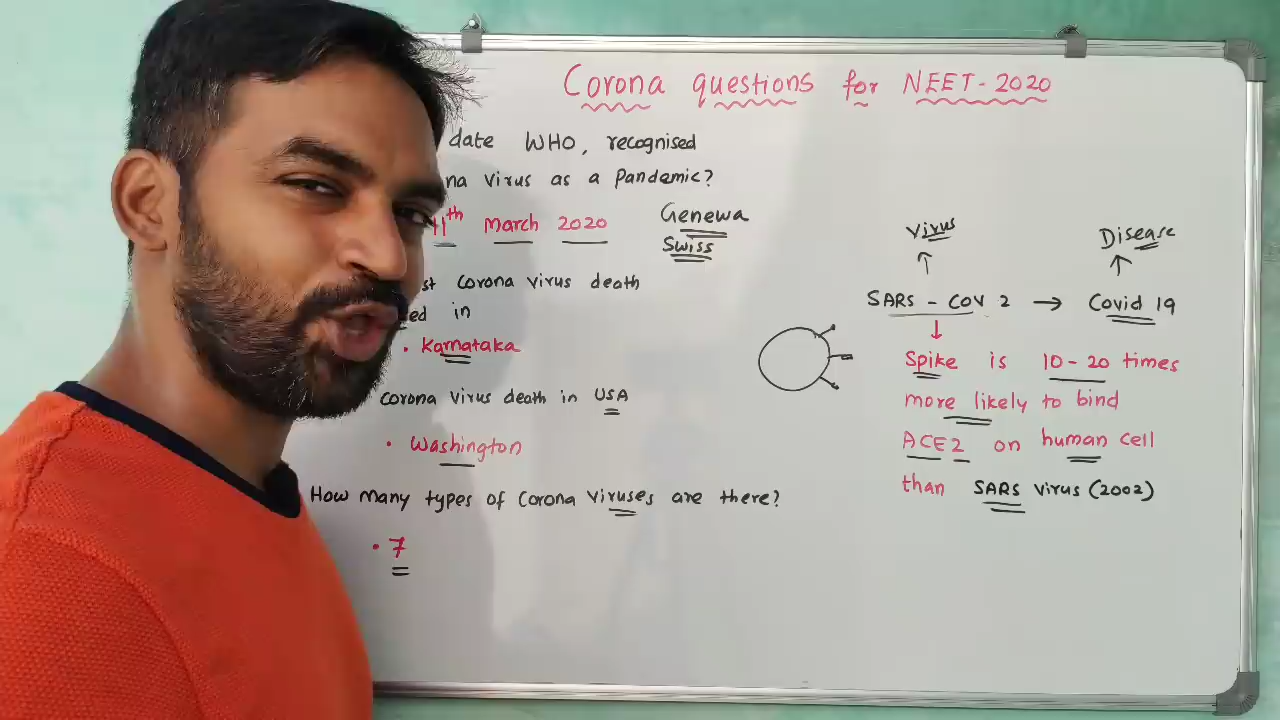 Corona questions for NEET-2020
date WHO, recognised
na virus as a pandemic?
11th March 2020
Genewa
Swiss
st corona virus death
ed in
• Karnataka
corona virus death in USA
• Washington
How many types of corona viruses are there?
• 7
virus
Disease
SARS - COV 2 → Covid 19
Spike is 10-20 times
more likely to bind
ACE2 on human cell
than SARS virus (2002)